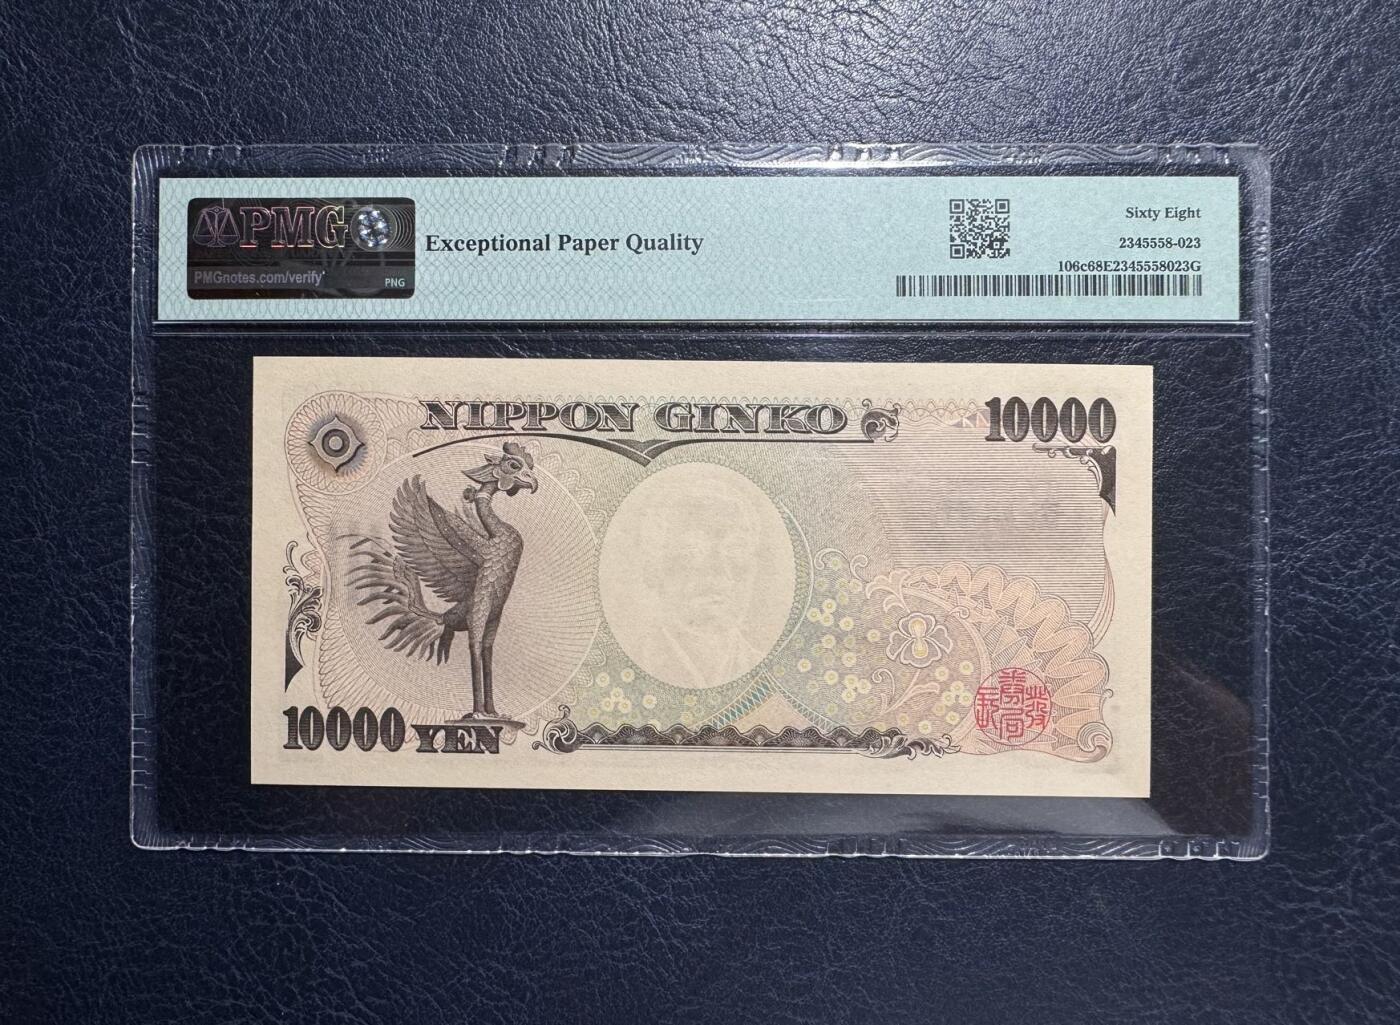 PMG
PMGnotes.com/verify
PNG
Exceptional Paper Quality
Sixty Eight
2345558-023
106c68E2345558023G
NIPPON GINKO
10000
10000 YEN